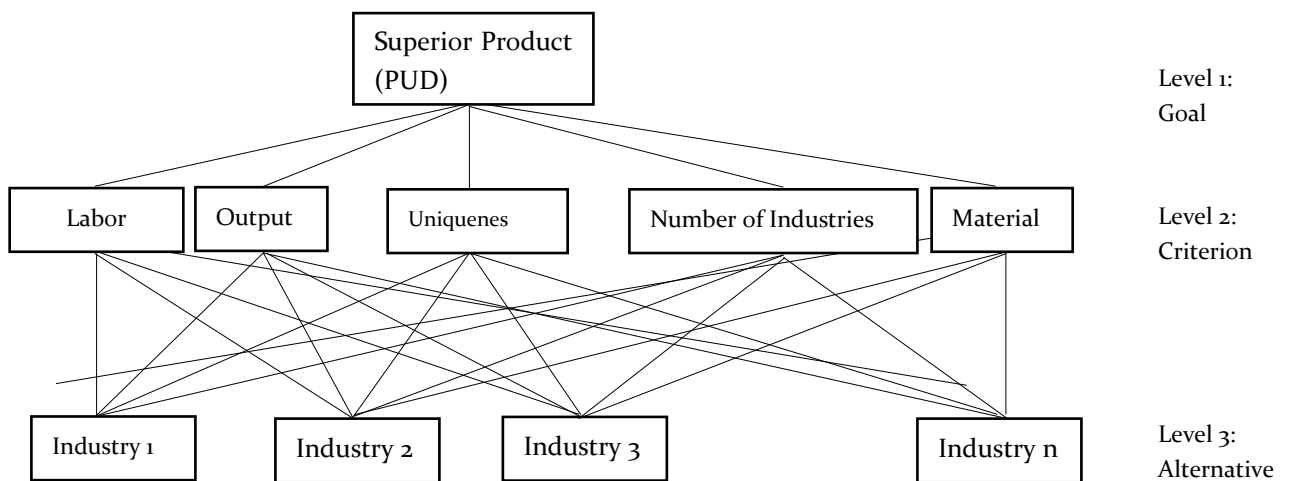 Superior Product
(PUD)
Level 1:
Goal
Labor
Output
Uniquenes
Number of Industries
Material
Level 2:
Criterion
Industry 1
Industry 2
Industry 3
Industry n
Level 3:
Alternative